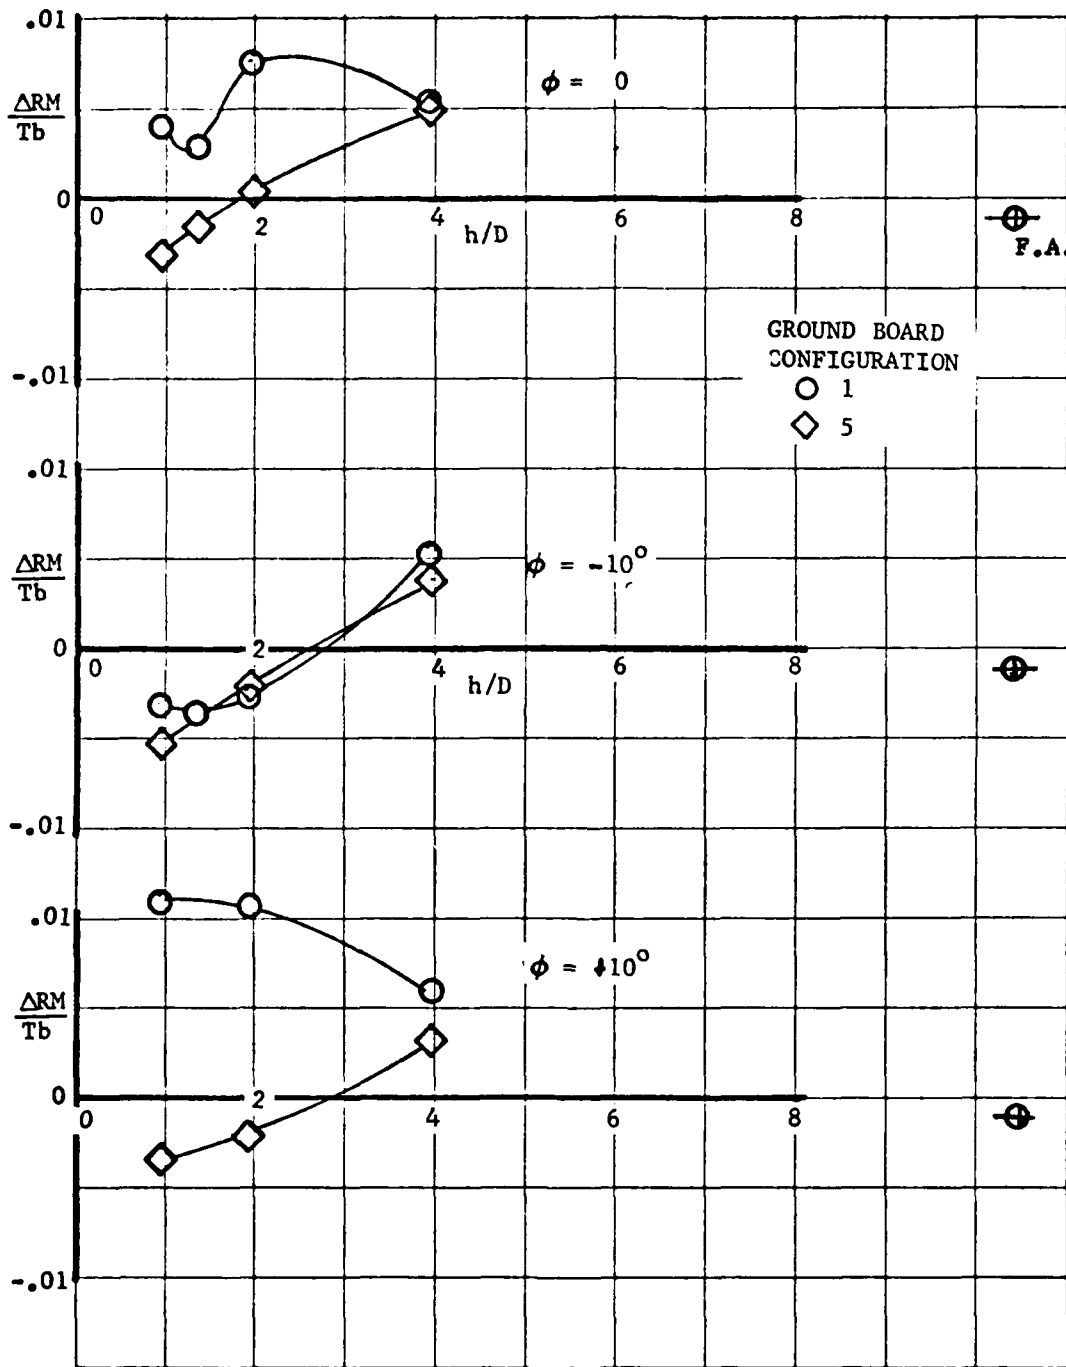 .01
ΔRM
Tb
ϕ = 0
0
0 2 4 6 8
h/D
F.A.
-.01
GROUND BOARD
CONFIGURATION
1
5
.01
ΔRM
Tb
ϕ = -10°
0
0 2 4 6 8
h/D
-.01
.01
ΔRM
Tb
ϕ = +10°
0
0 2 4 6 8
-.01